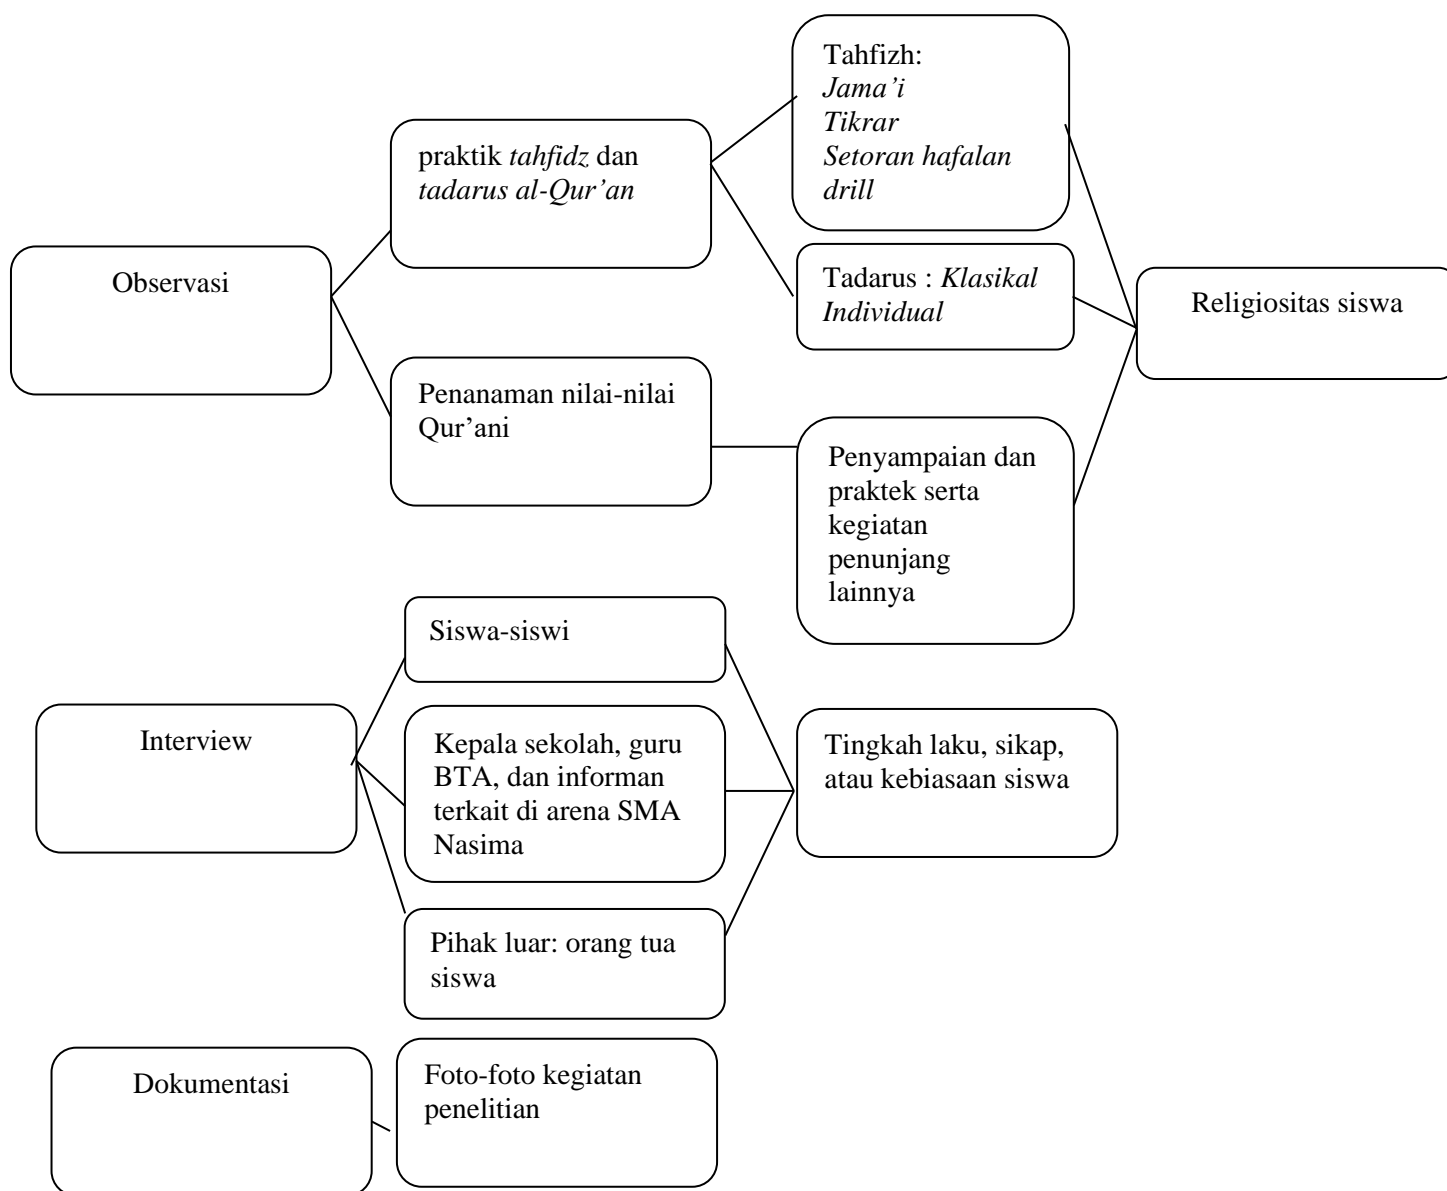 Observasi
praktik tahfidz dan
tadarus al-Qur’an
Penanaman nilai-nilai
Qur’ani
Tahfizh:
Jama’i
Tikrar
Setoran hafalan
drill
Tadarus : Klasikal
Individual
Penyampaian dan
praktek serta
kegiatan
penunjang
lainnya
Religiositas siswa
Interview
Siswa-siswi
Kepala sekolah, guru
BTA, dan informan
terkait di arena SMA
Nasima
Pihak luar: orang tua
siswa
Tingkah laku, sikap,
atau kebiasaan siswa
Dokumentasi
Foto-foto kegiatan
penelitian